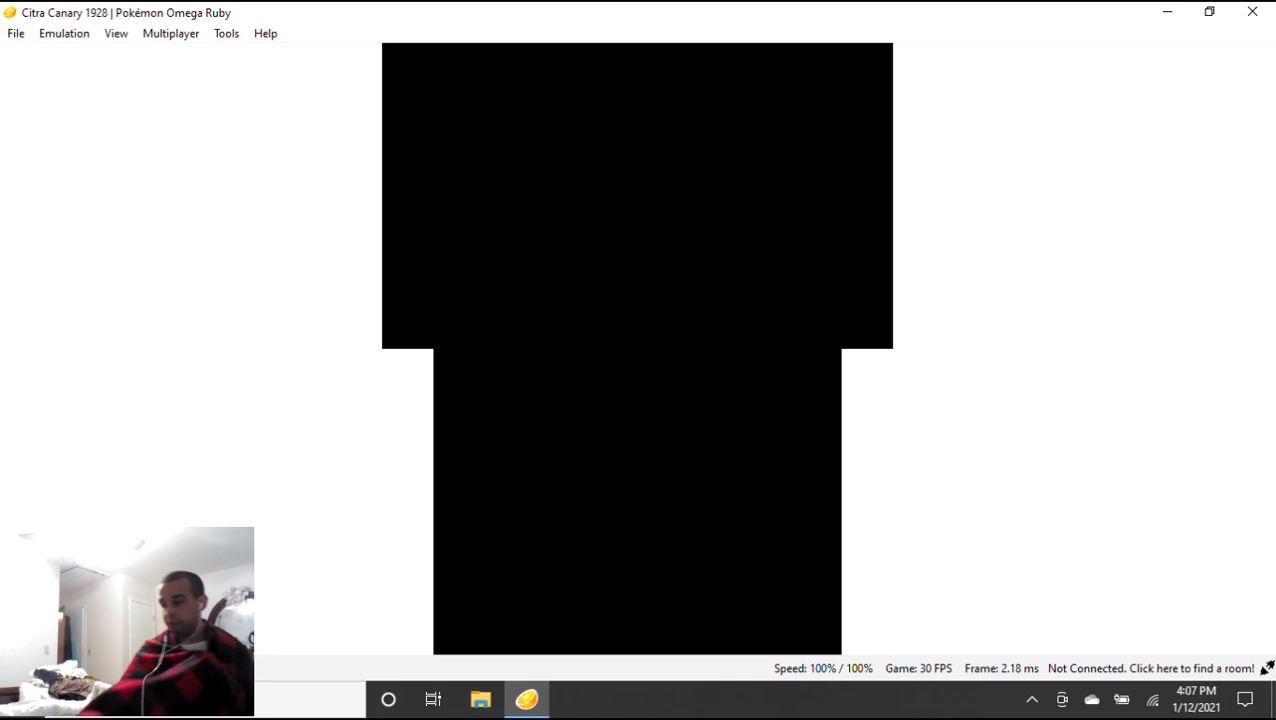 Citra Canary 1928 | Pokémon Omega Ruby
File Emulation View Multiplayer Tools Help
Speed: 100% / 100% Game: 30 FPS Frame: 2.18 ms Not Connected. Click here to find a room!
4:07 PM
1/12/2021